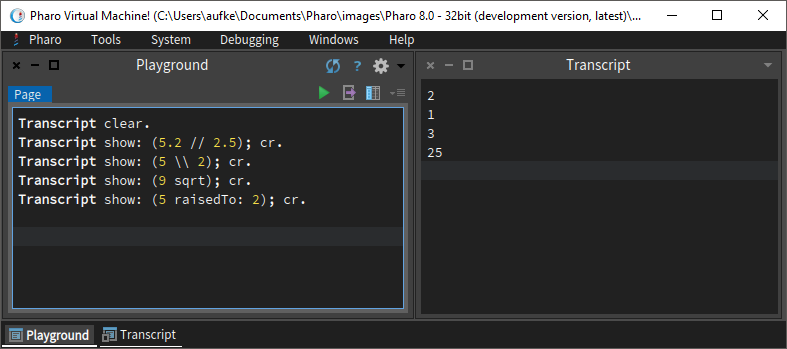 Pharo Virtual Machine! (C:\Users\aufke\Documents\Pharo\images\Pharo 8.0 - 32bit (development version, latest)\...
Pharo Tools System Debugging Windows Help
Playground
?
Page
Transcript clear.
Transcript show: (5.2 // 2.5); cr.
Transcript show: (5 \\ 2); cr.
Transcript show: (9 sqrt); cr.
Transcript show: (5 raisedTo: 2); cr.
Transcript
2
1
3
25
Playground Transcript